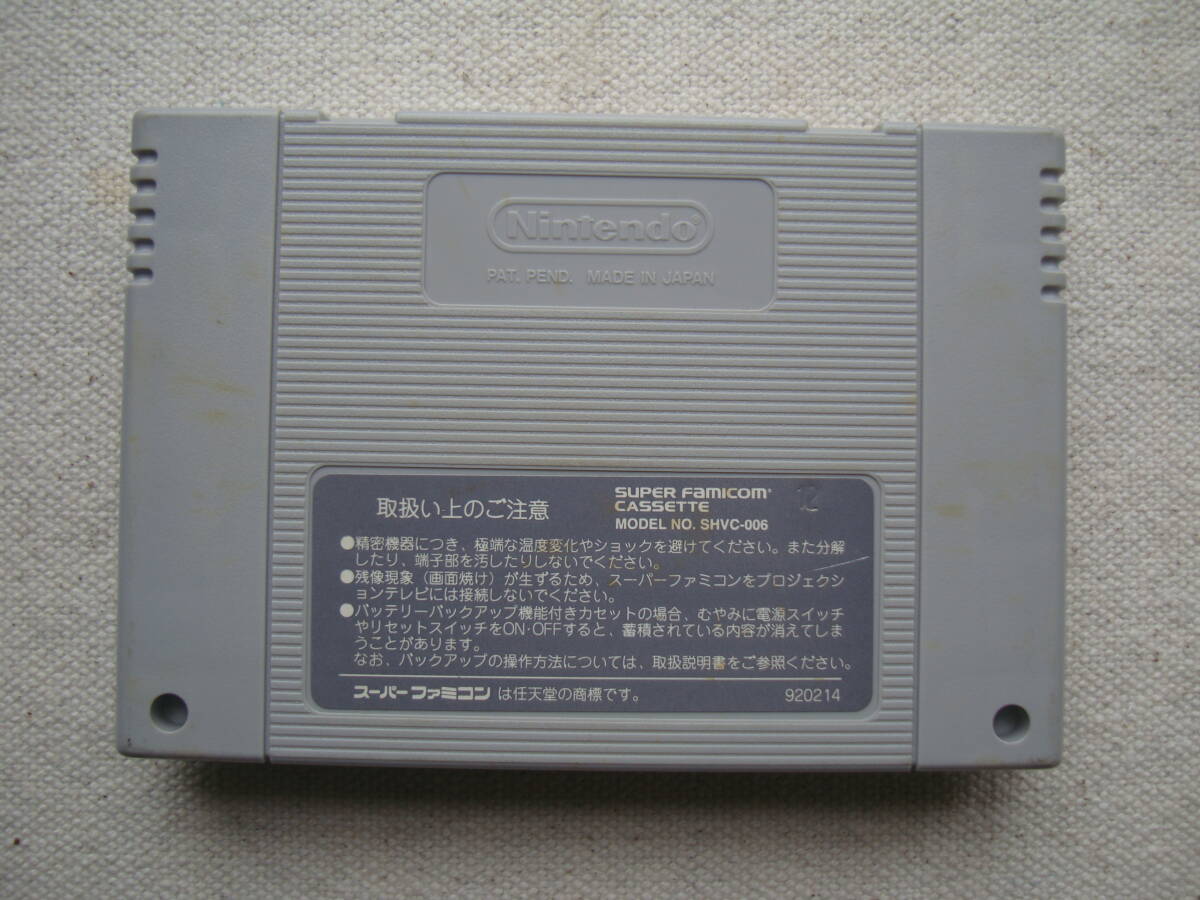 Nintendo®
PAT. PEND. MADE IN JAPAN
取扱い上のご注意
SUPER FAMICOM®
CASSETTE
MODEL NO. SHVC-006
12
●精密機器につき、極端な温度変化やショックを避けてください。また分解
したり、端子部を汚したりしないでください。
●残像現象（画面焼け）が生ずるため、スーパーファミコンをプロジェクシ
ョンテレビには接続しないでください。
●バッテリーバックアップ機能付きカセットの場合、むやみに電源スイッチ
やリセットスイッチをON・OFFすると、蓄積されている内容が消えてしま
うことがあります。
なお、バックアップの操作方法については、取扱説明書をご参照ください。
スーパーファミコン は任天堂の商標です。
920214